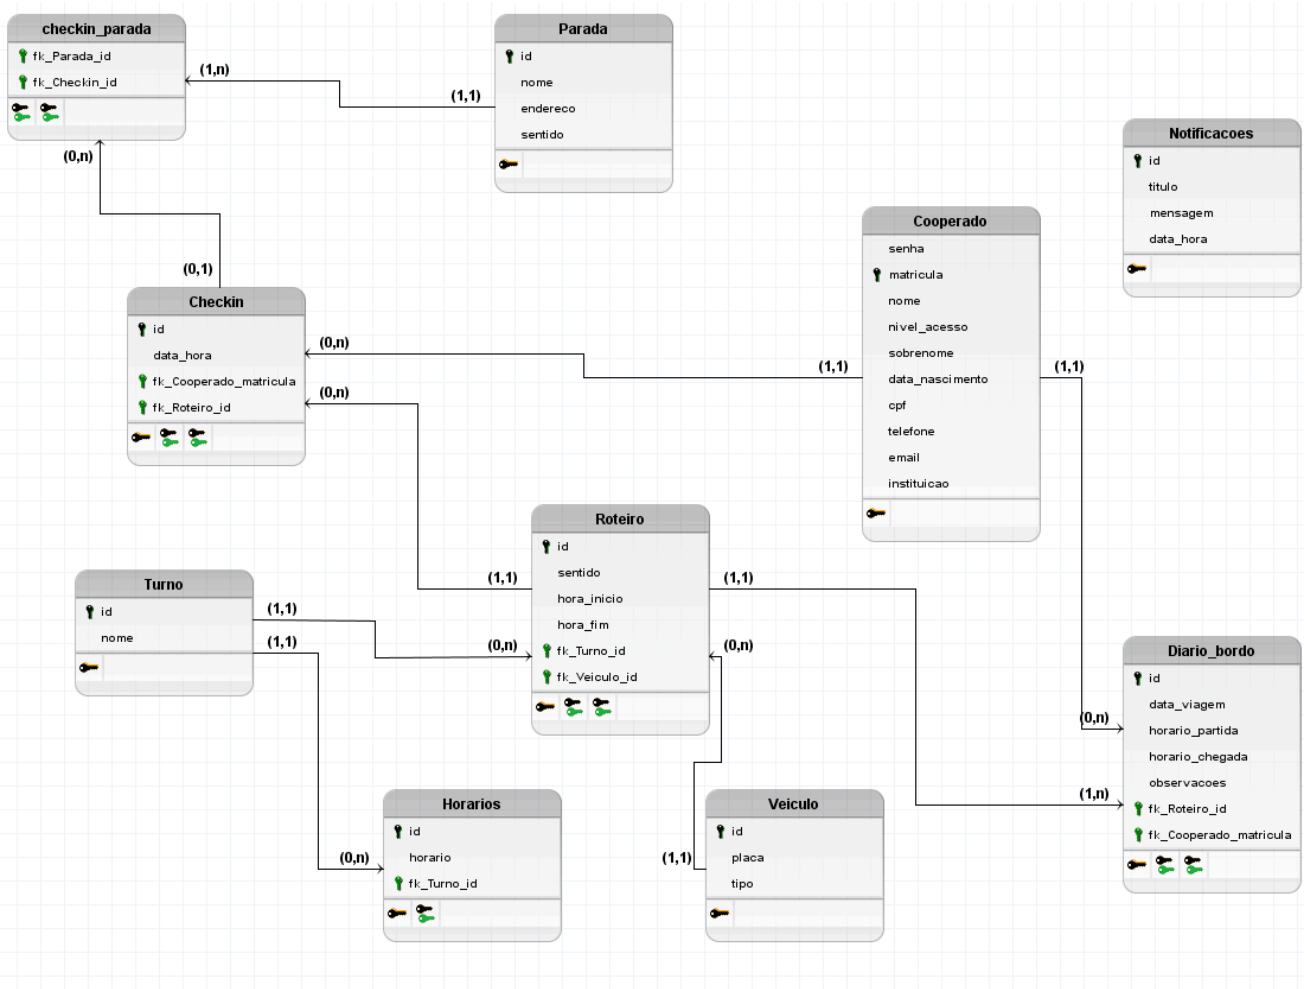 checkin_parada
fk_Parada_id
fk_Checkin_id
(1,n)
(0,n)
Parada
id
nome
endereco
sentido
(1,1)
Notificacoes
id
titulo
mensagem
data_hora
Cooperado
senha
matricula
nome
nivel_acesso
sobrenome
data_nascimento
cpf
telefone
email
instituicao
(1,1)
(1,1)
(0,1)
Checkin
id
data_hora
fk_Cooperado_matricula
fk_Roteiro_id
(0,n)
(0,n)
Roteiro
id
sentido
hora_inicio
hora_fim
fk_Turno_id
fk_Veiculo_id
(1,1)
(1,1)
(0,n)
(0,n)
Turno
id
nome
(1,1)
(1,1)
Diario_bordo
id
data_viagem
horario_partida
horario_chegada
observacoes
fk_Roteiro_id
fk_Cooperado_matricula
(0,n)
(1,n)
Horarios
id
horario
fk_Turno_id
(0,n)
Veiculo
id
placa
tipo
(1,1)